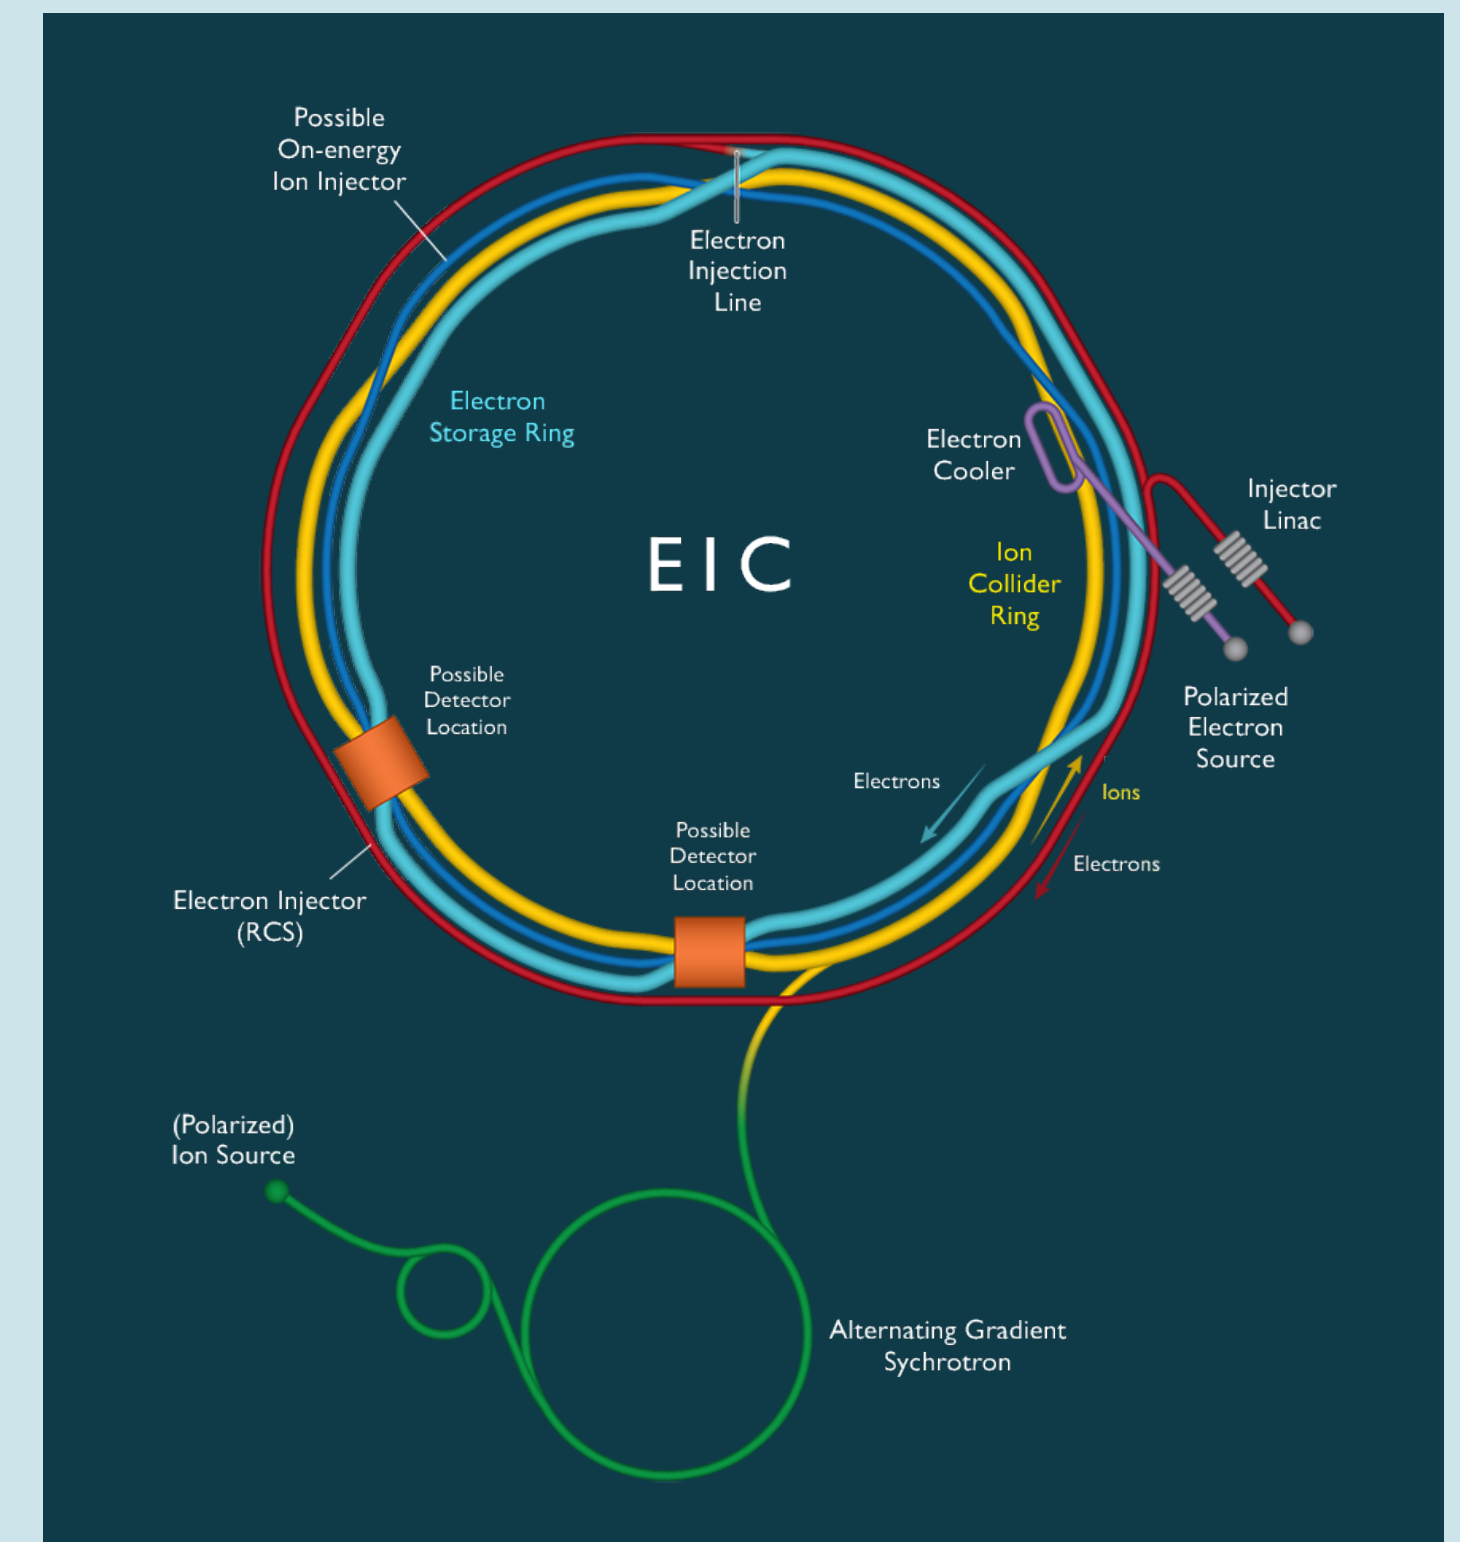 Possible
On-energy
Ion Injector
Electron
Injection
Line
Electron
Storage Ring
Electron
Cooler
Injector
Linac
EIC
Ion
Collider
Ring
Possible
Detector
Location
Polarized
Electron
Source
Electrons
Ions
Possible
Detector
Location
Electrons
Electron Injector
(RCS)
(Polarized)
Ion Source
Alternating Gradient
Sychrotron